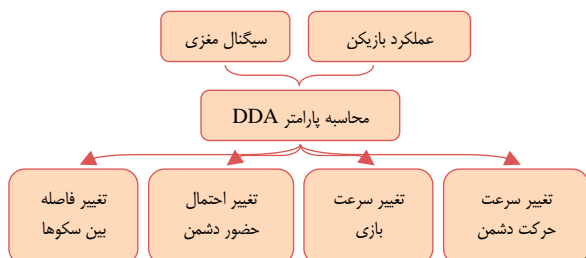 عملکرد بازیکن
سیگنال مغزی
محاسبه پارامتر DDA
تغییر سرعت
حرکت دشمن
تغییر سرعت
بازی
تغییر احتمال
حضور دشمن
تغییر فاصله
بین سکوها